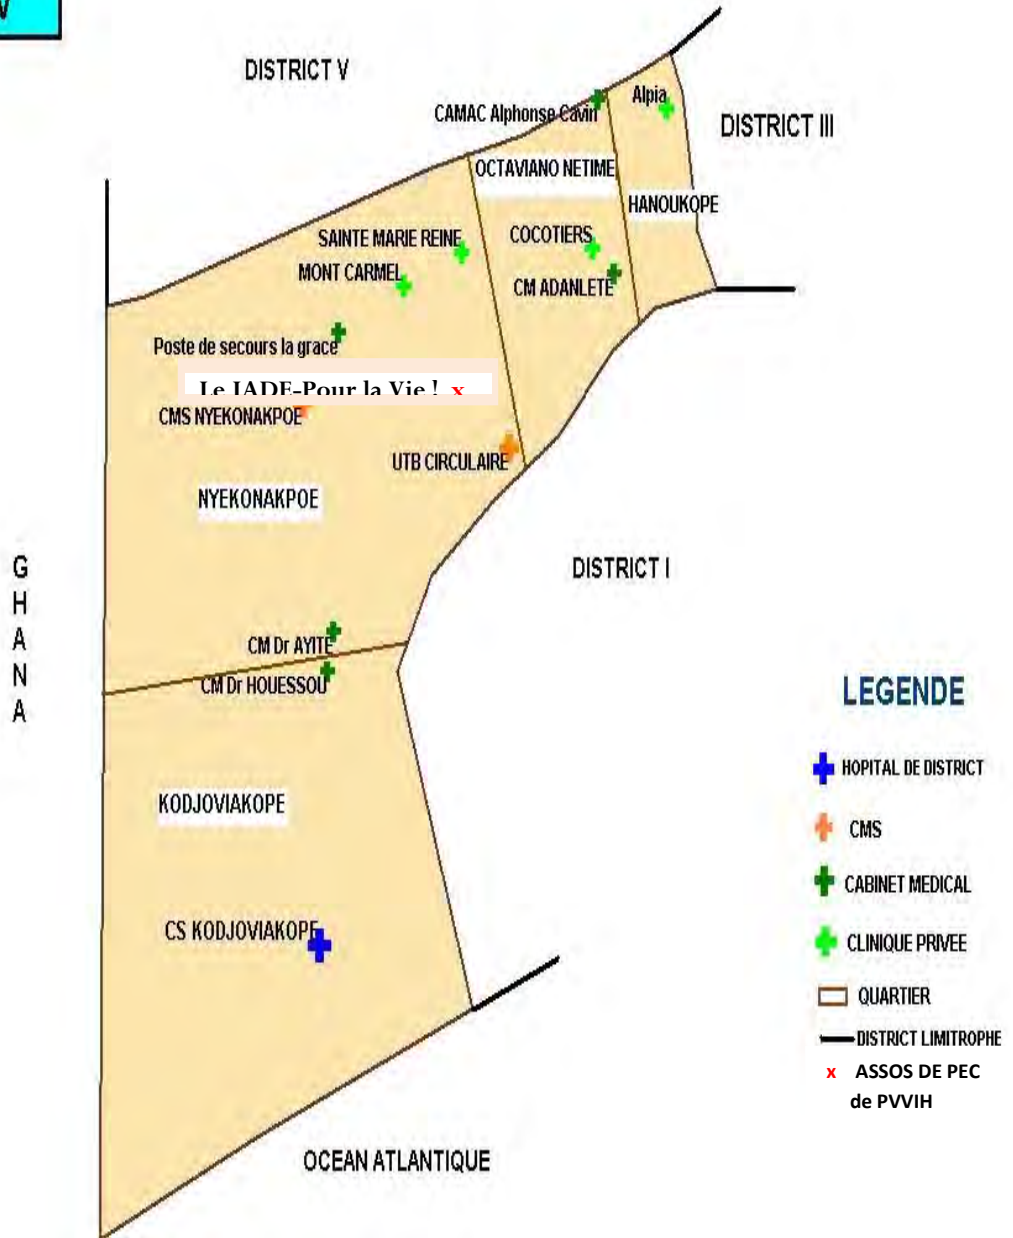 V
DISTRICT V
Alpia
CAMAC Alphonse Cavin
DISTRICT III
OCTAVIANO NETIME
HANOUKOPE
SAINTE MARIE REINE
COCOTIERS
MONT CARMEL
CM ADANLETE
Poste de secours la grace
Le JADE-Pour la Vie ! x
CMS NYEKONAKPOE
UTB CIRCULAIRE
NYEKONAKPOE
DISTRICT I
GHANA
CM Dr AYITE
CM Dr HOUESSOU
LEGENDE
HOPITAL DE DISTRICT
KODJOVIAKOPE
CMS
CABINET MEDICAL
CS KODJOVIAKOPE
CLINIQUE PRIVEE
QUARTIER
DISTRICT LIMITROPHE
x ASSOS DE PEC
de PVVIH
OCEAN ATLANTIQUE